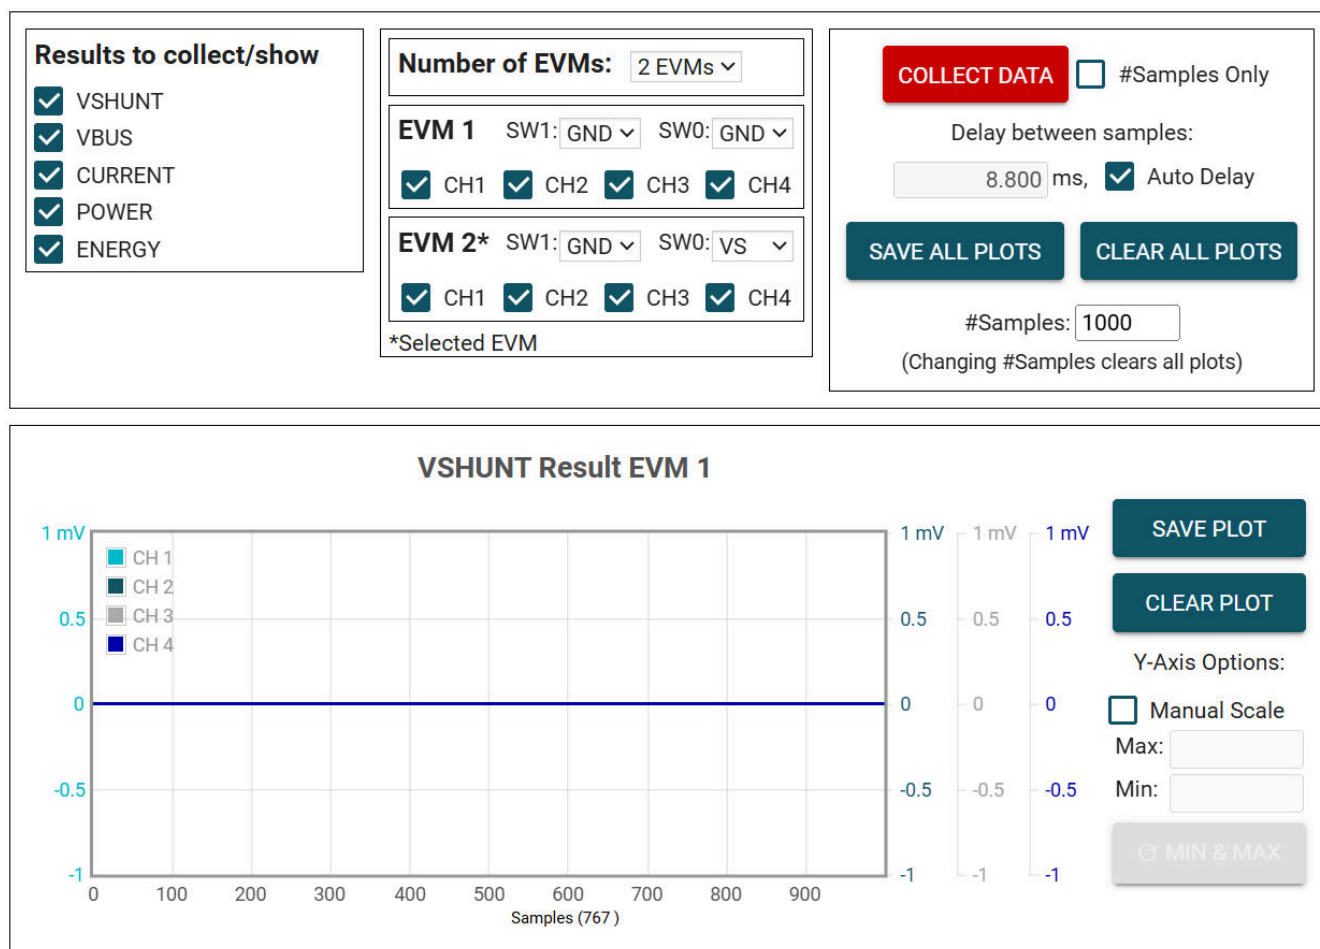 Results to collect/show
VSHUNT
VBUS
CURRENT
POWER
ENERGY
Number of EVMs: 2 EVMs
EVM 1 SW1: GND SW0: GND
CH1 CH2 CH3 CH4
EVM 2* SW1: GND SW0: VS
CH1 CH2 CH3 CH4
*Selected EVM
COLLECT DATA #Samples Only
Delay between samples:
8.800 ms, Auto Delay
SAVE ALL PLOTS CLEAR ALL PLOTS
#Samples: 1000
(Changing #Samples clears all plots)
VSHUNT Result EVM 1
1 mV
0.5
0
-0.5
-1
CH 1
CH 2
CH 3
CH 4
0 100 200 300 400 500 600 700 800 900
Samples (767 )
1 mV 1 mV 1 mV
0.5 0.5 0.5
0 0 0
-0.5 -0.5 -0.5
-1 -1 -1
SAVE PLOT
CLEAR PLOT
Y-Axis Options:
Manual Scale
Max:
Min:
MIN & MAX